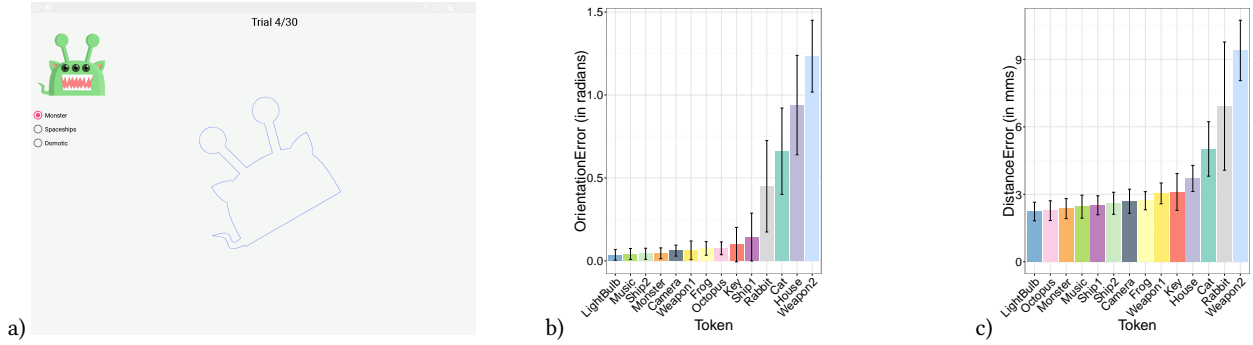 Trial 4/30
Monster
Spaceships
Domotic
a)
OrientationError (in radians)
1.5
1.0
0.5
0.0
LightBulb
Music
Ship2
Monster
Camera
Weapon1
Frog
Octopus
Key
Ship1
Rabbit
Cat
House
Weapon2
Token
b)
DistanceError (in mms)
9
6
3
0
LightBulb
Octopus
Monster
Music
Ship1
Ship2
Camera
Frog
Weapon1
Key
House
Cat
Rabbit
Weapon2
Token
c)